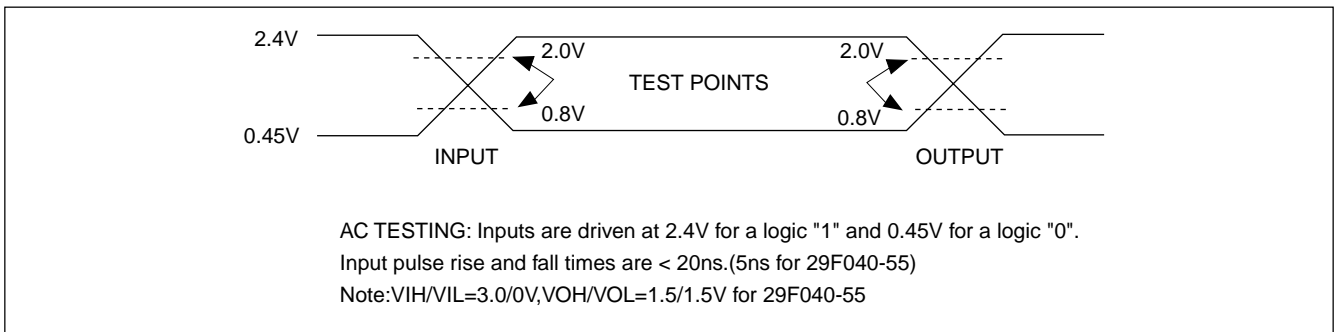 2.4V
2.0V
2.0V
TEST POINTS
0.8V
0.8V
0.45V
INPUT
OUTPUT
AC TESTING: Inputs are driven at 2.4V for a logic "1" and 0.45V for a logic "0".
Input pulse rise and fall times are < 20ns.(5ns for 29F040-55)
Note:VIH/VIL=3.0/0V,VOH/VOL=1.5/1.5V for 29F040-55